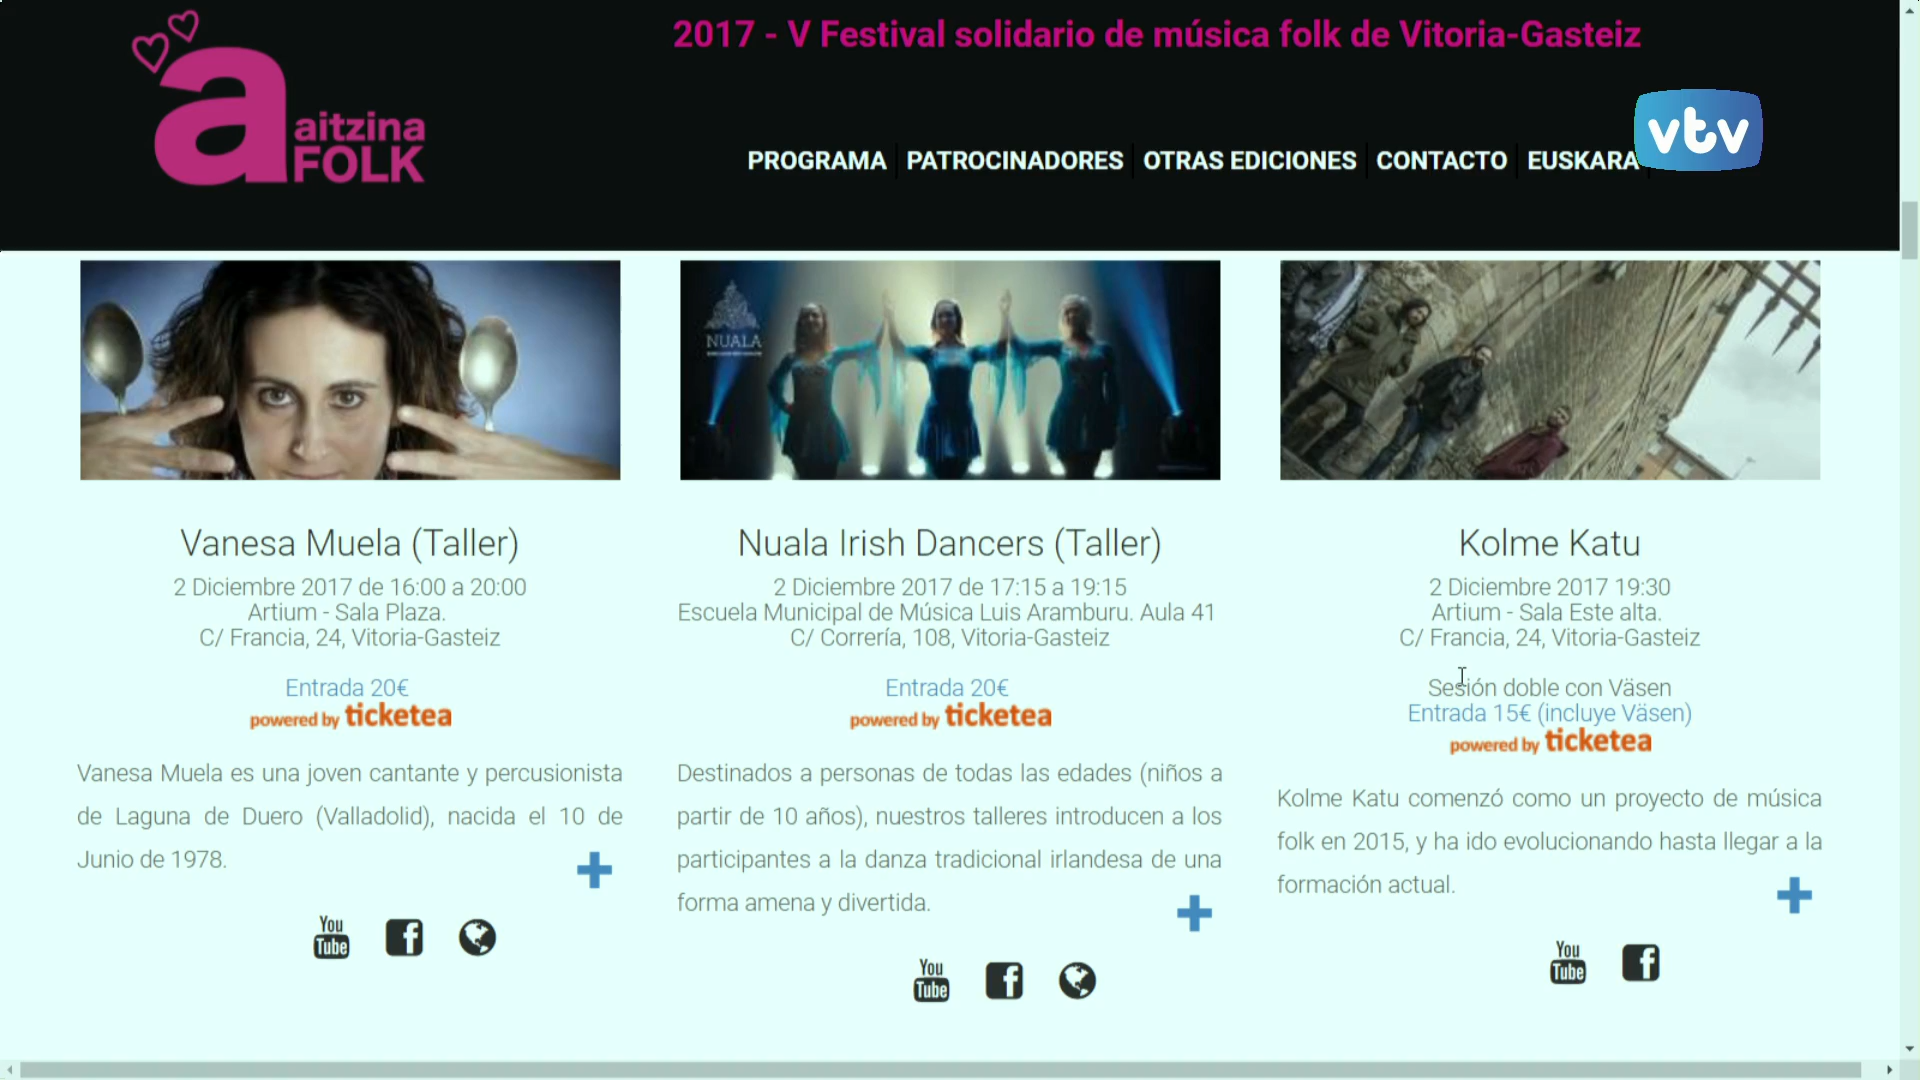 2017 - V Festival solidario de música folk de Vitoria-Gasteiz
a
aitzina
FOLK
vtv
PROGRAMA PATROCINADORES OTRAS EDICIONES CONTACTO EUSKARA
NUALA
Vanesa Muela (Taller)
2 Diciembre 2017 de 16:00 a 20:00
Artium - Sala Plaza.
C/ Francia, 24, Vitoria-Gasteiz
Entrada 20€
powered by ticketea
Vanesa Muela es una joven cantante y percusionista
de Laguna de Duero (Valladolid), nacida el 10 de
Junio de 1978.
You
Tube
f
Nuala Irish Dancers (Taller)
2 Diciembre 2017 de 17:15 a 19:15
Escuela Municipal de Música Luis Aramburu. Aula 41
C/ Correría, 108, Vitoria-Gasteiz
Entrada 20€
powered by ticketea
Destinados a personas de todas las edades (niños a
partir de 10 años), nuestros talleres introducen a los
participantes a la danza tradicional irlandesa de una
forma amena y divertida.
You
Tube
f
Kolme Katu
2 Diciembre 2017 19:30
Artium - Sala Este alta.
C/ Francia, 24, Vitoria-Gasteiz
Sesión doble con Väsen
Entrada 15€ (incluye Väsen)
powered by ticketea
Kolme Katu comenzó como un proyecto de música
folk en 2015, y ha ido evolucionando hasta llegar a la
formación actual.
You
Tube
f